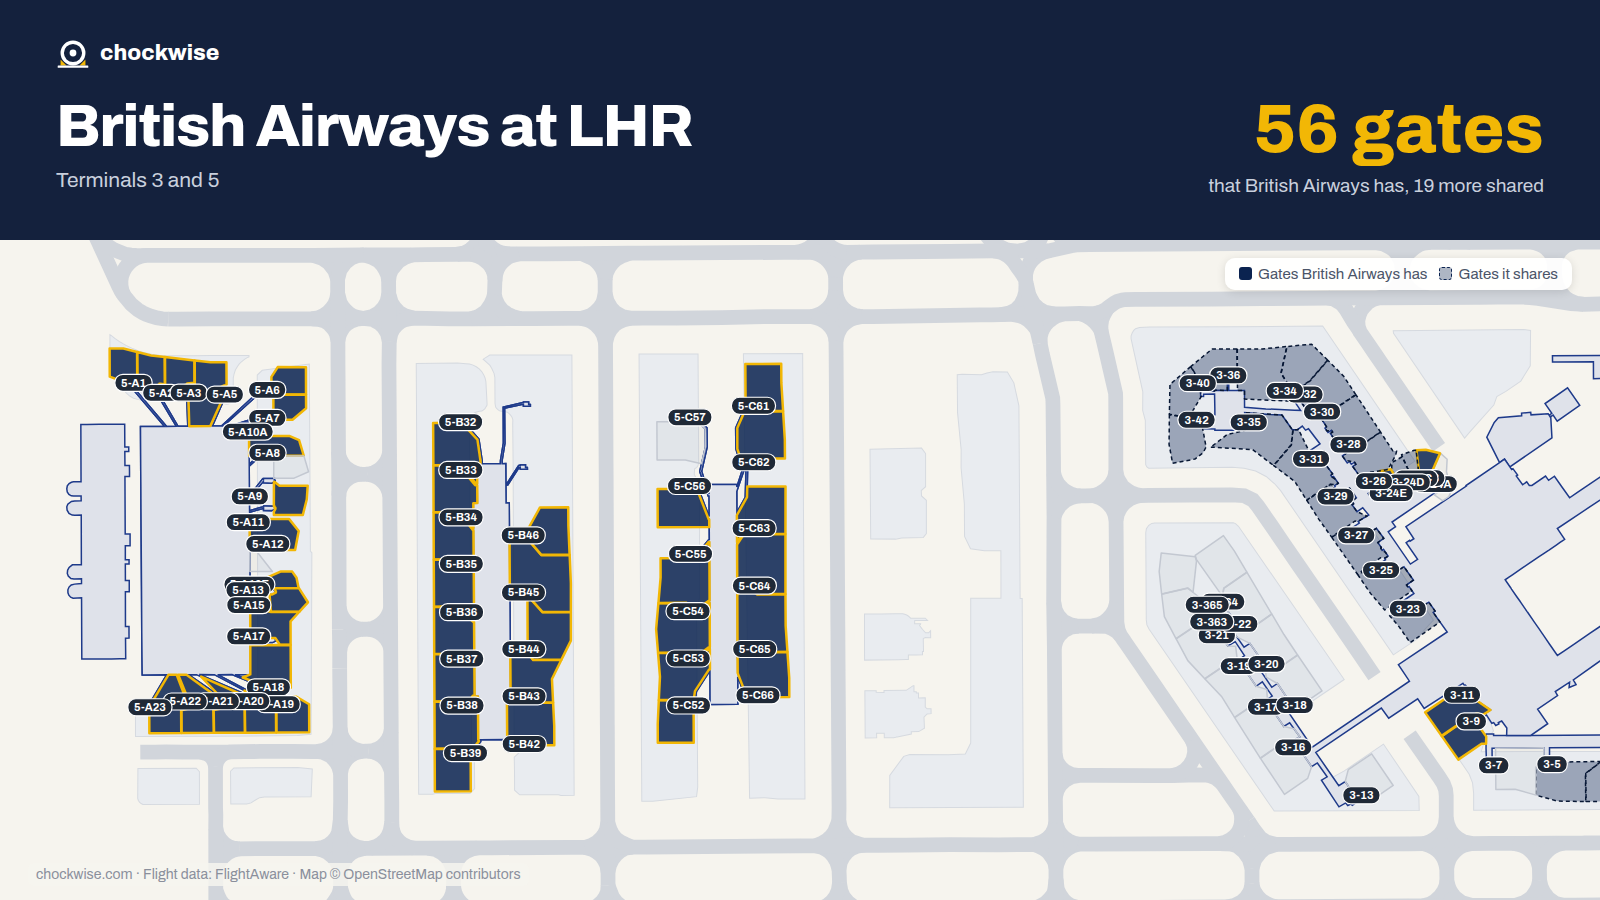 chockwise
British Airways at LHR
Terminals 3 and 5
56 gates
that British Airways has, 19 more shared
Gates British Airways has
Gates it shares
5-A1
5-A3
5-A5
5-A6
5-A7
5-A10A
5-A8
5-A9
5-A11
5-A12
5-A13
5-A15
5-A17
5-A18
5-A19
5-A22
5-A23
5-B32
5-B33
5-B34
5-B35
5-B36
5-B37
5-B38
5-B39
5-B46
5-B45
5-B44
5-B43
5-B42
5-C57
5-C56
5-C55
5-C54
5-C53
5-C52
5-C61
5-C62
5-C63
5-C64
5-C65
5-C66
3-40
3-36
3-34
3-30
3-42
3-35
3-28
3-31
3-26
3-24D
3-24E
3-29
3-27
3-25
3-23
3-365
3-363
3-21
3-20
3-18
3-16
3-13
3-11
3-9
3-7
3-5
chockwise.com · Flight data: FlightAware · Map © OpenStreetMap contributors